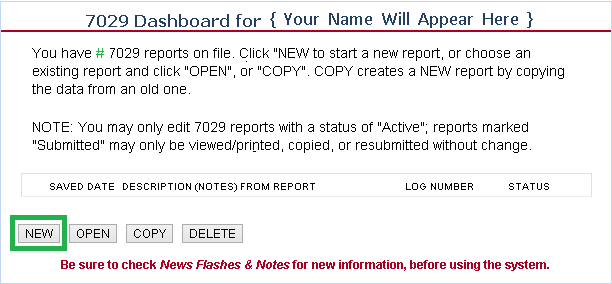 7029 Dashboard for { Your Name Will Appear Here }
You have # 7029 reports on file. Click "NEW to start a new report, or choose an
existing report and click "OPEN", or "COPY". COPY creates a NEW report by copying
the data from an old one.
NOTE: You may only edit 7029 reports with a status of "Active"; reports marked
"Submitted" may only be viewed/printed, copied, or resubmitted without change.
SAVED DATE DESCRIPTION (NOTES) FROM REPORT LOG NUMBER STATUS
NEW OPEN COPY DELETE
Be sure to check News Flashes & Notes for new information, before using the system.